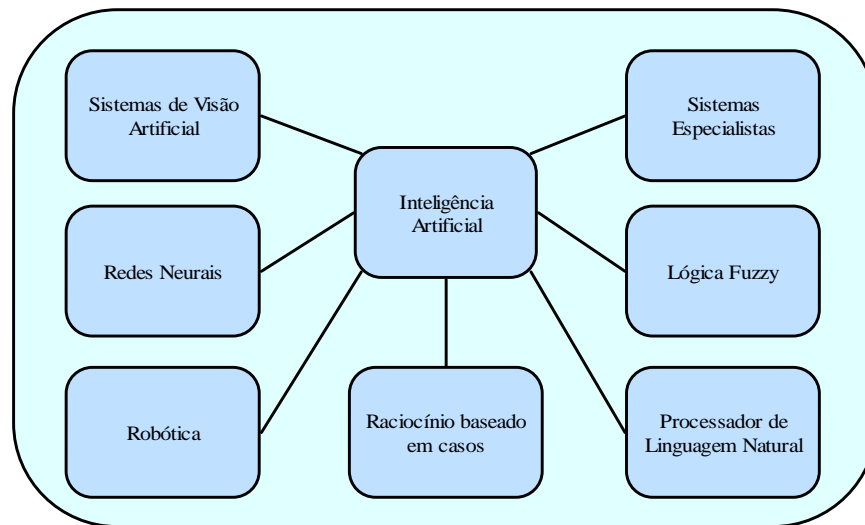 Sistemas de Visão
Artificial
Sistemas
Especialistas
Inteligência
Artificial
Redes Neurais
Lógica Fuzzy
Robótica
Raciocínio baseado
em casos
Processador de
Linguagem Natural